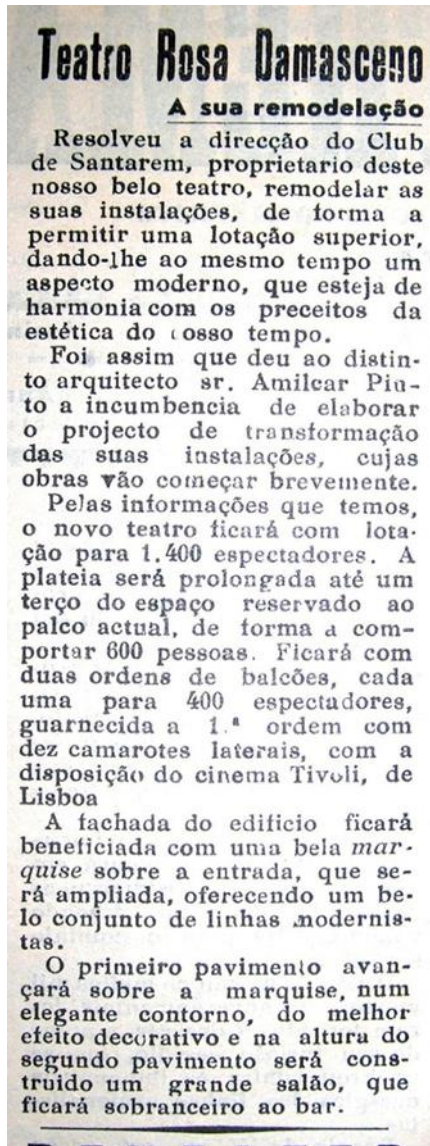 Teatro Rosa Damasceno
A sua remodelação
Resolveu a direcção do Club
de Santarem, proprietario deste
nosso belo teatro, remodelar as
suas instalações, de forma a
permitir uma lotação superior,
dando-lhe ao mesmo tempo um
aspecto moderno, que esteja de
harmonia com os preceitos da
estética do nosso tempo.
Foi assim que deu ao distin-
to arquitecto sr. Amilcar Pin-
to a incumbencia de elaborar
o projecto de transformação
das suas instalações, cujas
obras vão começar brevemente.
Pelas informações que temos,
o novo teatro ficará com lota-
ção para 1.400 espectadores. A
plateia será prolongada até um
terço do espaço reservado ao
palco actual, de forma a com-
portar 600 pessoas. Ficará com
duas ordens de balcões, cada
uma para 400 espectadores,
guarnecida a 1.ª ordem com
dez camarotes laterais, com a
disposição do cinema Tivoli, de
Lisboa
A fachada do edificio ficará
beneficiada com uma bela mar-
quise sobre a entrada, que se-
rá ampliada, oferecendo um be-
lo conjunto de linhas modernis-
tas.
O primeiro pavimento avan-
çará sobre a marquise, num
elegante contorno, do melhor
efeito decorativo e na altura do
segundo pavimento será cons-
truido um grande salão, que
ficará sobranceiro ao bar.